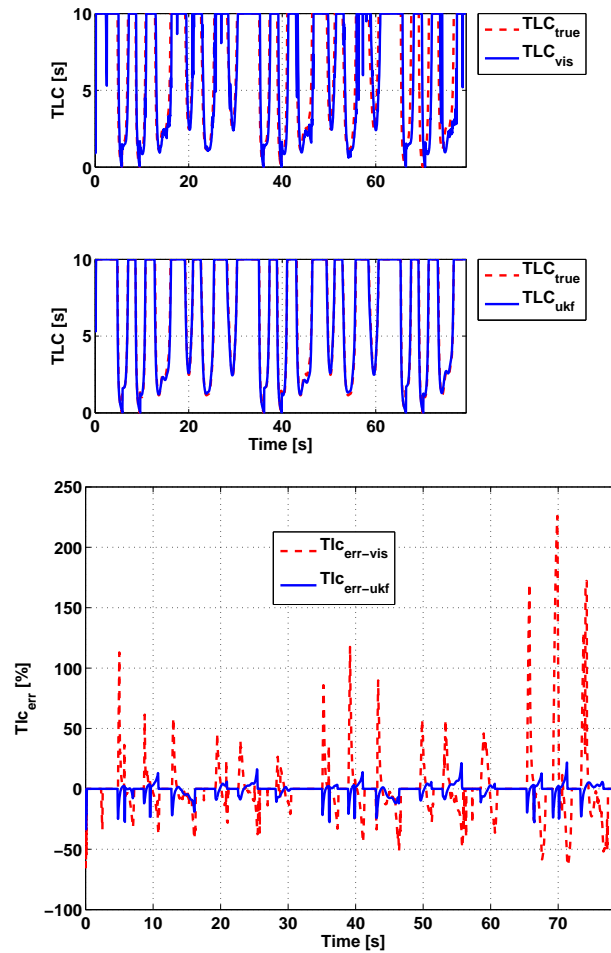 10
5
0
TLC [s]
0 20 40 60
TLC_true
TLC_vis
10
5
0
TLC [s]
0 20 40 60
Time [s]
TLC_true
TLC_ukf
250
200
150
100
50
0
−50
−100
Tlc_err [%]
Tlc_err−vis
Tlc_err−ukf
0 10 20 30 40 50 60 70
Time [s]